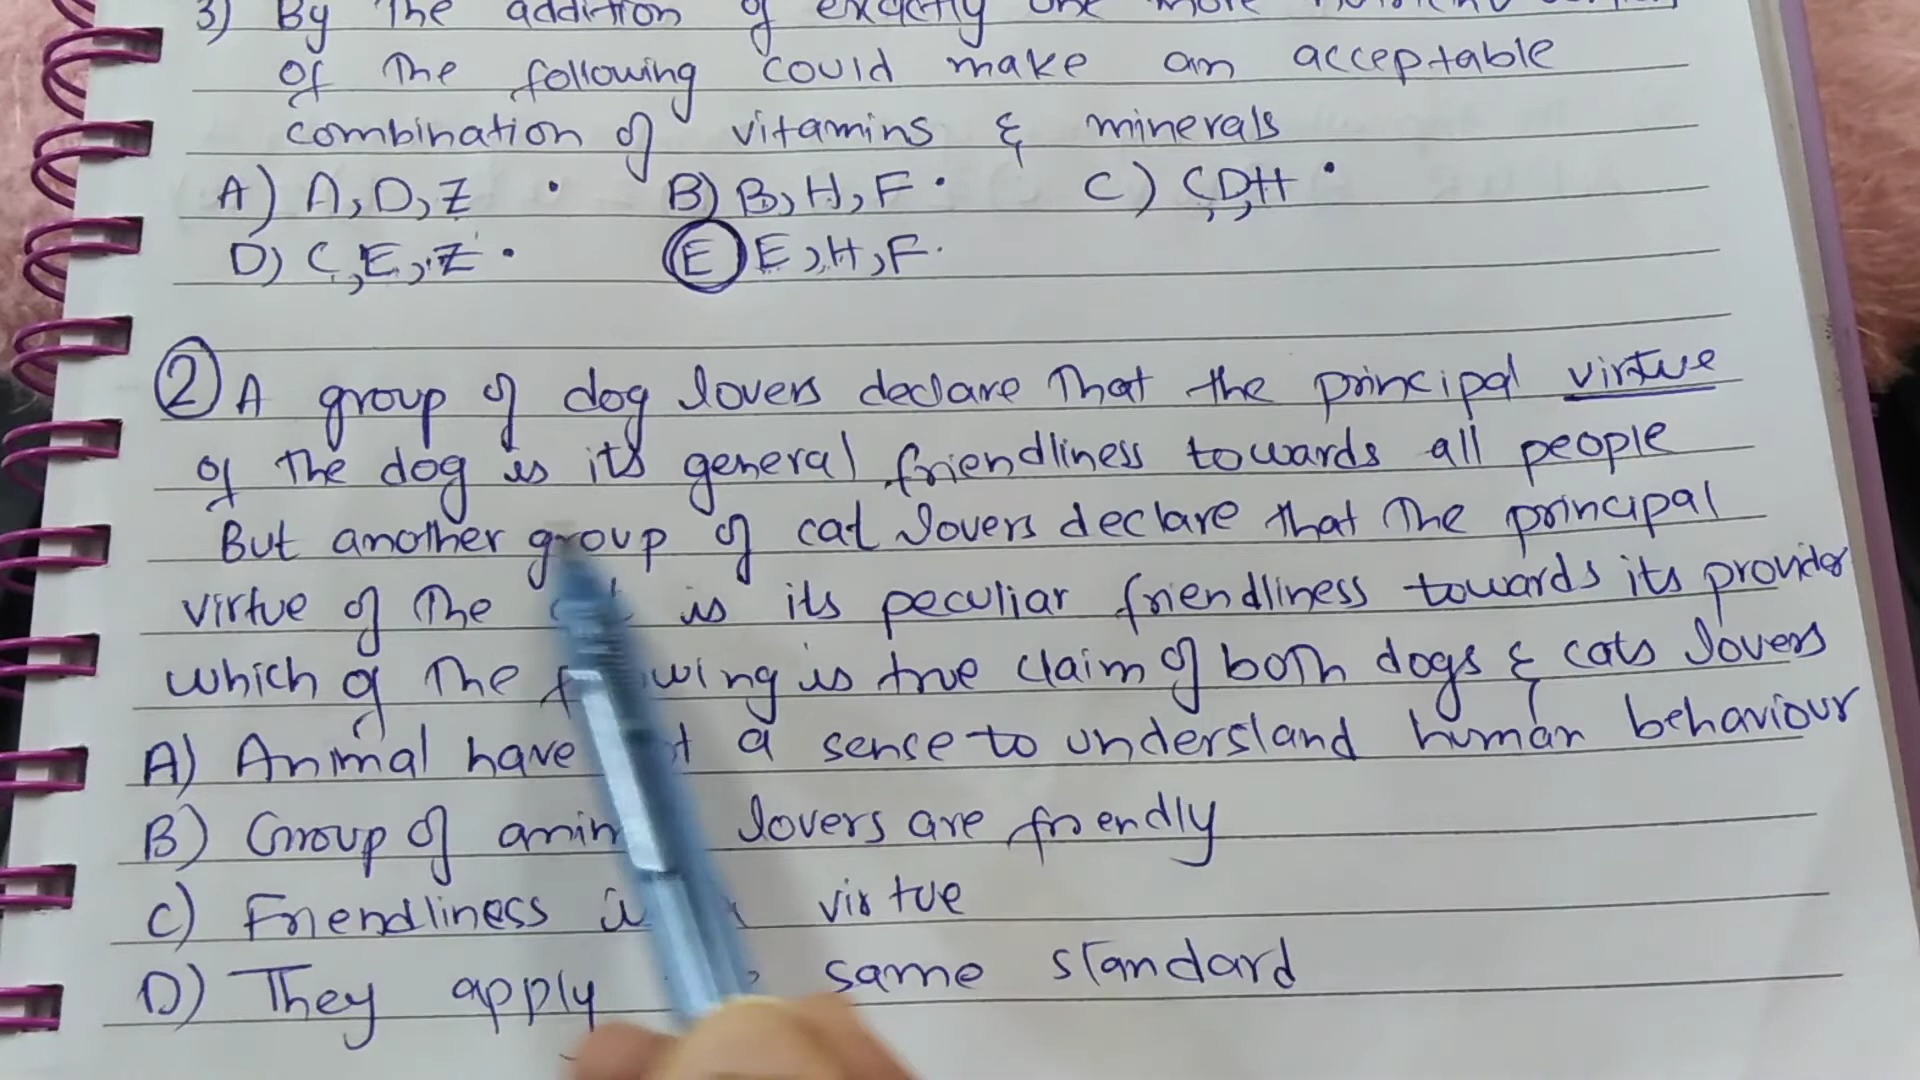 3) By The addition of exactly one more
of The following could make an acceptable
combination of vitamins & minerals
A) A, D, Z . B) B, H, F . C) C, D, H .
D) C, E, Z . E) E, H, F.
2 A group of dog lovers declare That the principal virtue
of the dog is its general friendliness towards all people
But another group of cat lovers declare that The principal
virtue of The is its peculiar friendliness towards its provider
which of The is true claim of both dogs & cats lovers
A) Animal have a sense to understand human behaviour
B) Group of lovers are friendly
C) Friendliness virtue
D) They apply same standard